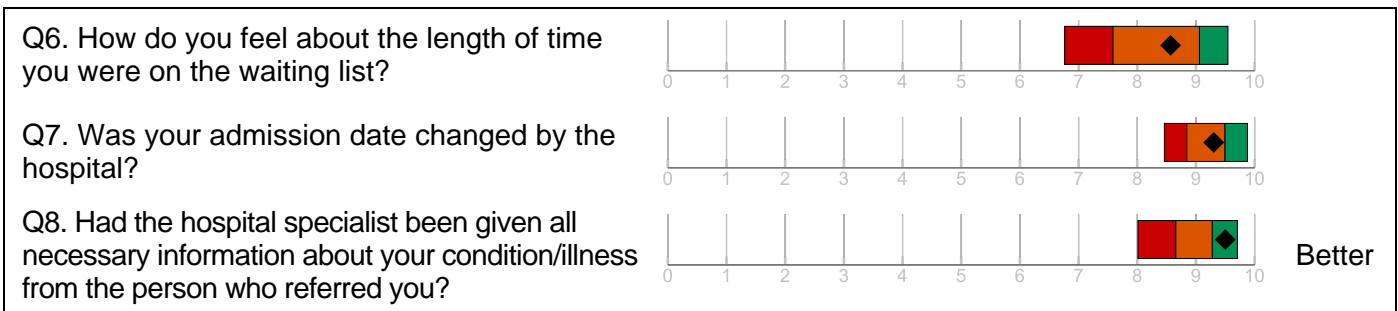 Q6. How do you feel about the length of time
you were on the waiting list?
0 1 2 3 4 5 6 7 8 9 10
Q7. Was your admission date changed by the
hospital?
0 1 2 3 4 5 6 7 8 9 10
Q8. Had the hospital specialist been given all
necessary information about your condition/illness
from the person who referred you?
0 1 2 3 4 5 6 7 8 9 10
Better